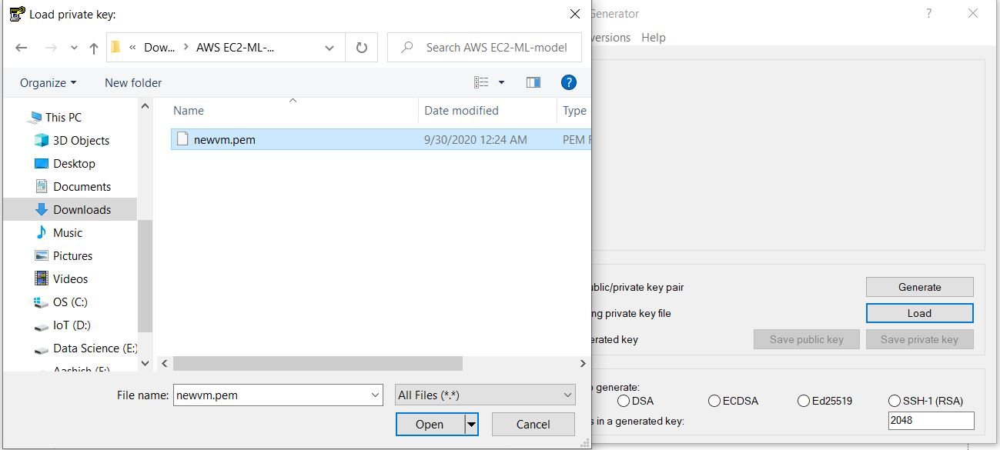 Load private key:
Generator
?
versions Help
« Dow... > AWS EC2-ML-...
Search AWS EC2-ML-model
Organize
New folder
?
Name
Date modified
Type
This PC
3D Objects
Desktop
Documents
Downloads
Music
Pictures
Videos
OS (C:)
IoT (D:)
Data Science (E:)
Aashish (F:)
newvm.pem
9/30/2020 12:24 AM
PEM F
ublic/private key pair
Generate
ng private key file
Load
erated key
Save public key
Save private key
File name:
newvm.pem
All Files (*.*)
Open
Cancel
o generate:
DSA
ECDSA
Ed25519
SSH-1 (RSA)
s in a generated key:
2048